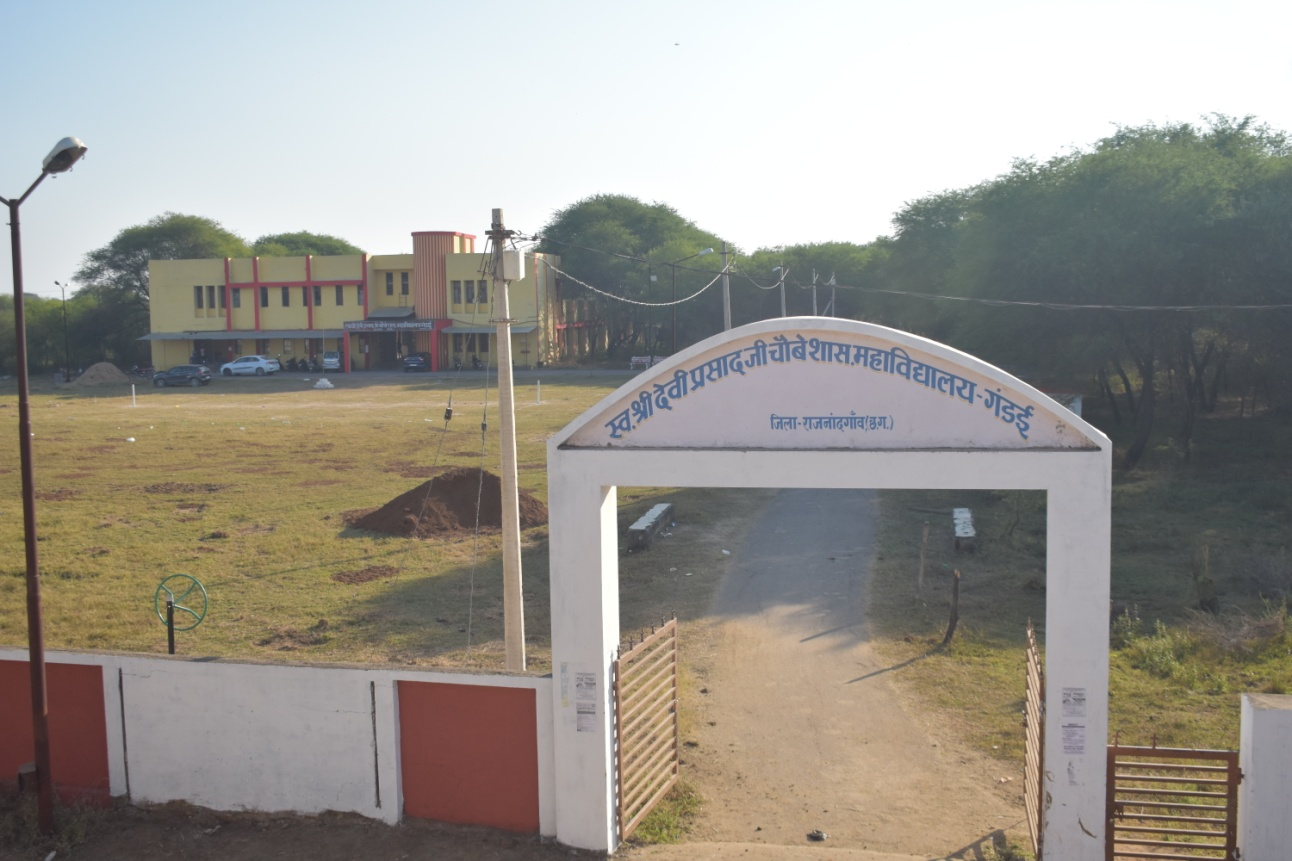 स्व. श्री देवी प्रसाद जी चौबे शास. महाविद्यालय - गंडई
जिला - राजनांदगाँव (छ.ग.)